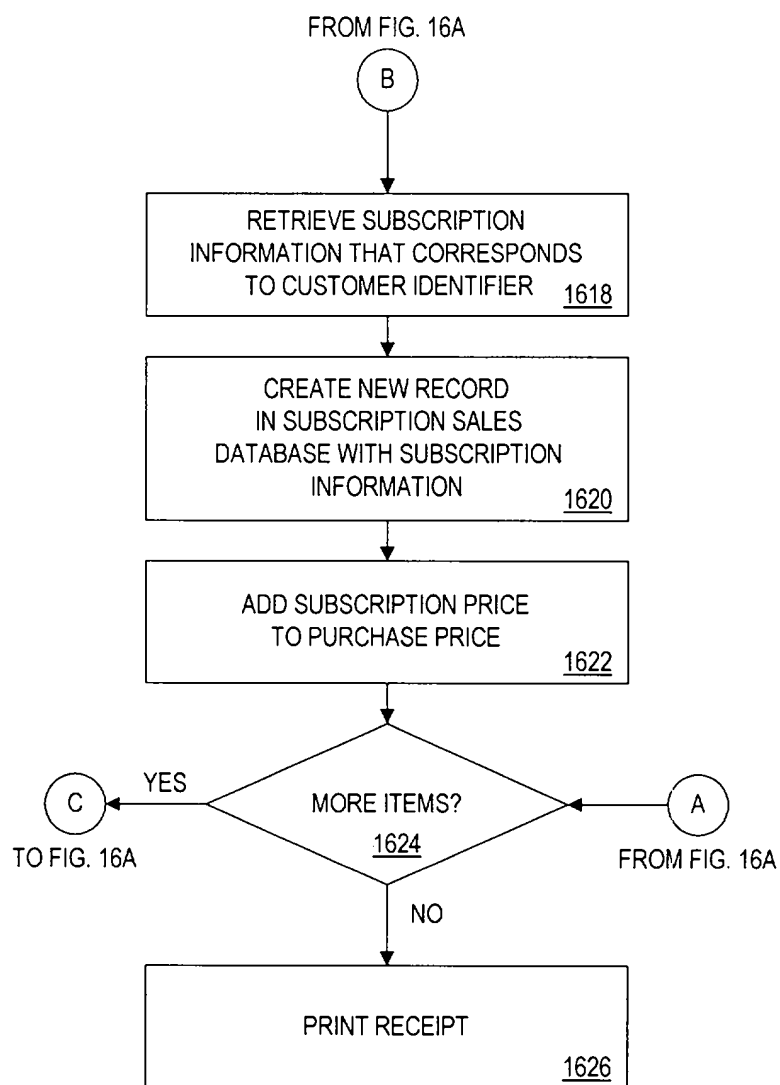 FROM FIG. 16A
B
RETRIEVE SUBSCRIPTION
INFORMATION THAT CORRESPONDS
TO CUSTOMER IDENTIFIER
1618
CREATE NEW RECORD
IN SUBSCRIPTION SALES
DATABASE WITH SUBSCRIPTION
INFORMATION
1620
ADD SUBSCRIPTION PRICE
TO PURCHASE PRICE
1622
C
YES
MORE ITEMS?
A
1624
TO FIG. 16A
FROM FIG. 16A
NO
PRINT RECEIPT
1626